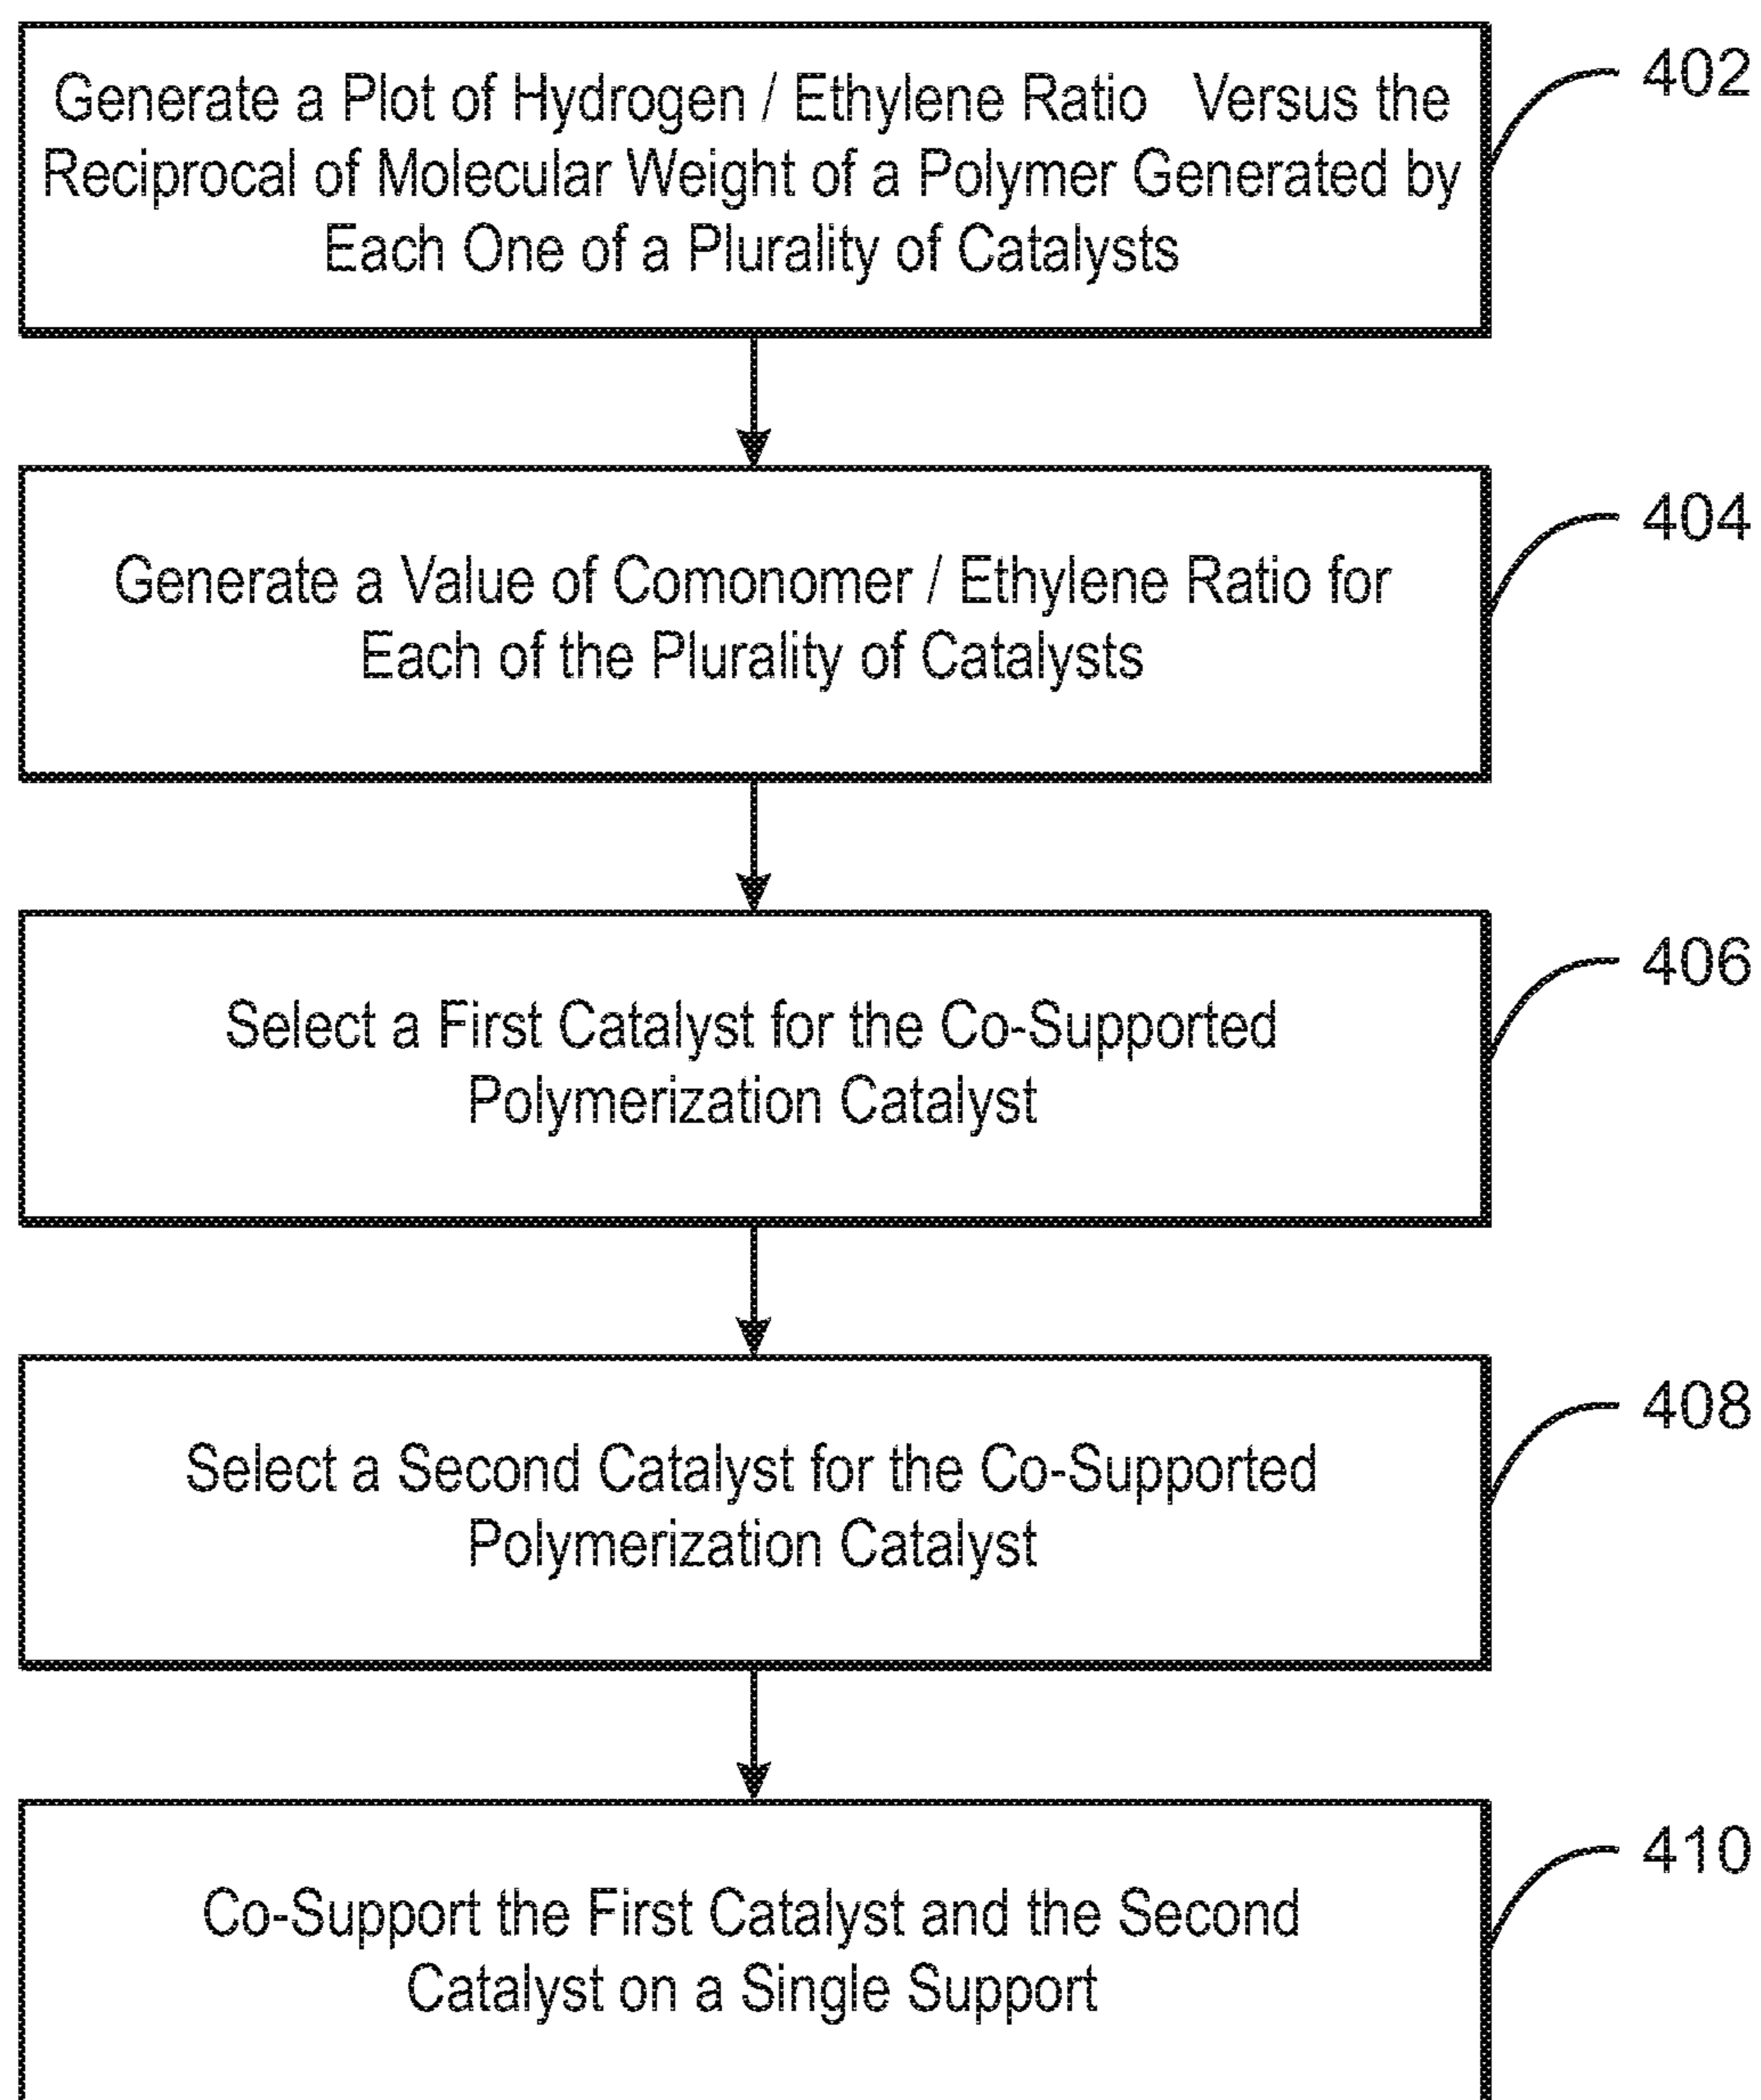 Generate a Plot of Hydrogen / Ethylene Ratio Versus the
Reciprocal of Molecular Weight of a Polymer Generated by
Each One of a Plurality of Catalysts
402
Generate a Value of Comonomer / Ethylene Ratio for
Each of the Plurality of Catalysts
404
Select a First Catalyst for the Co-Supported
Polymerization Catalyst
406
Select a Second Catalyst for the Co-Supported
Polymerization Catalyst
408
Co-Support the First Catalyst and the Second
Catalyst on a Single Support
410